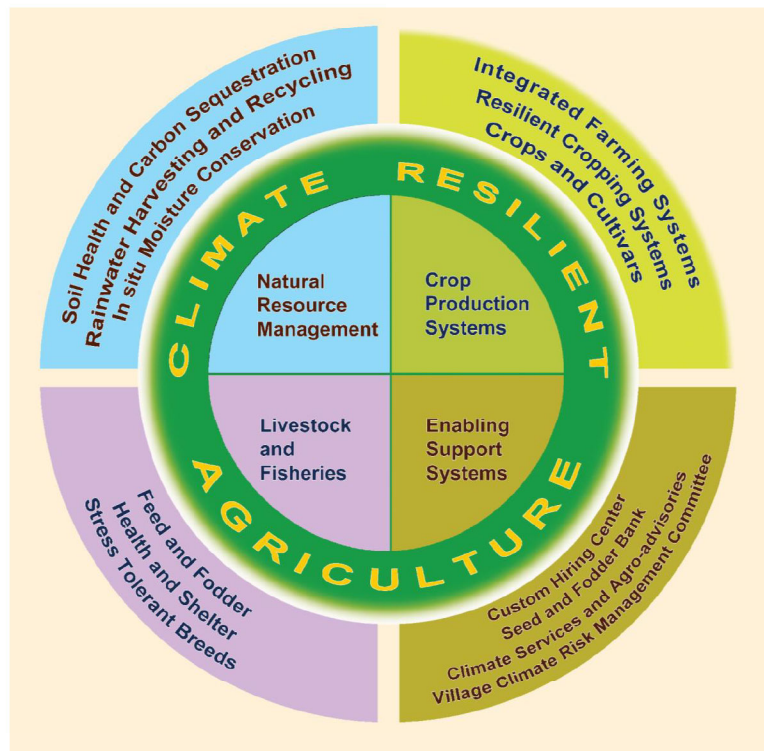 Soil Health and Carbon Sequestration
Rainwater Harvesting and Recycling
In situ Moisture Conservation
Integrated Farming Systems
Resilient Cropping Systems
Crops and Cultivars
CLIMATE RESILIENT
AGRICULTURE
Natural
Resource
Management
Crop
Production
Systems
Livestock
and
Fisheries
Enabling
Support
Systems
Feed and Fodder
Health and Shelter
Stress Tolerant Breeds
Custom Hiring Center
Seed and Fodder Bank
Climate Services and Agro-advisories
Village Climate Risk Management Committee